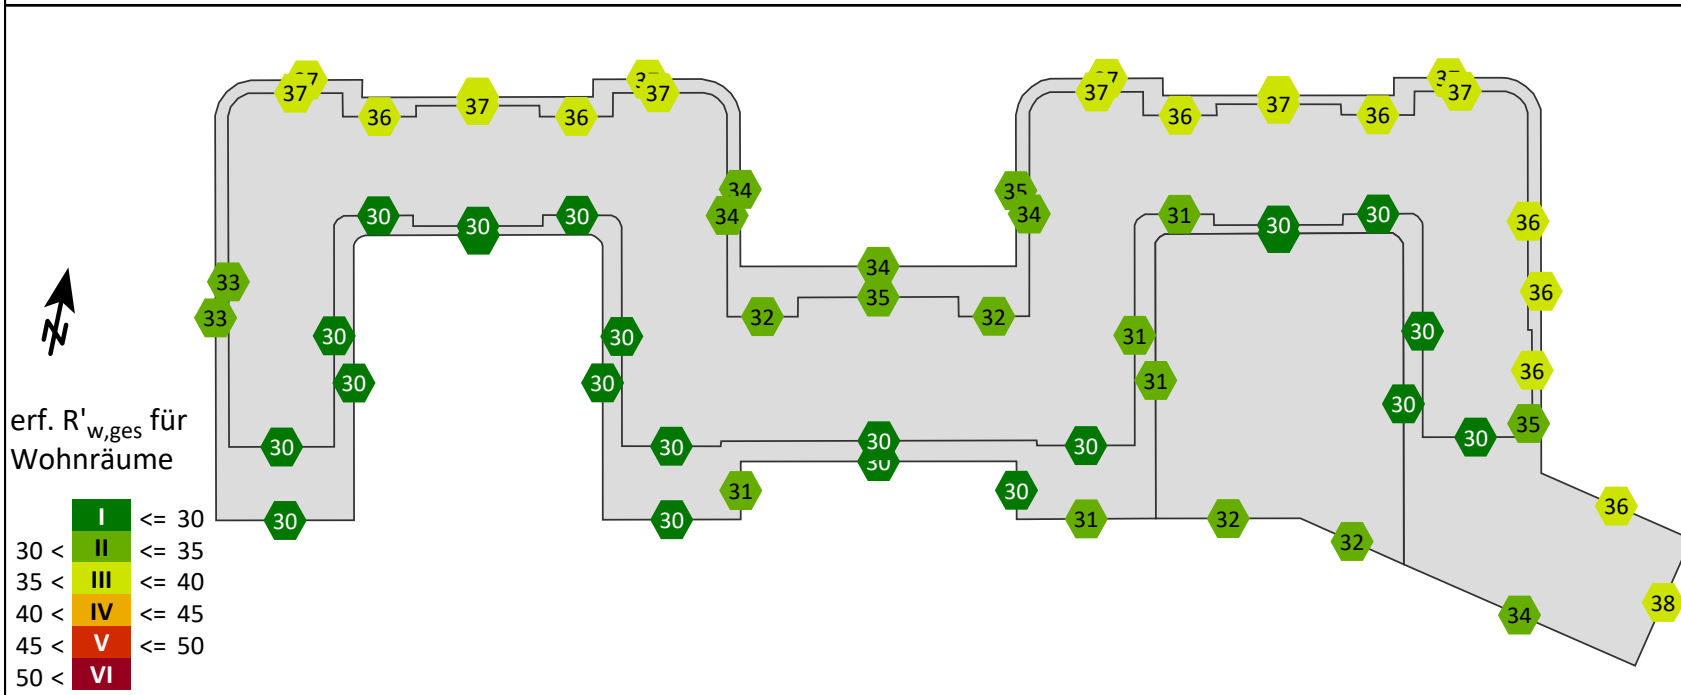 37 37 37 37
37 37 37 37 37 37
36 36 36 36
34 35
34 34
30 30 31 30
30 30
36
34
33 36
35
33 32 32
30 30 31 30
36
30 30 31
30
35
30 30 30 30 30
30
31 30
36
30 30 31 32
32
38
34
N
erf. R'w,ges für
Wohnräume
I <= 30
30 < II <= 35
35 < III <= 40
40 < IV <= 45
45 < V <= 50
50 < VI